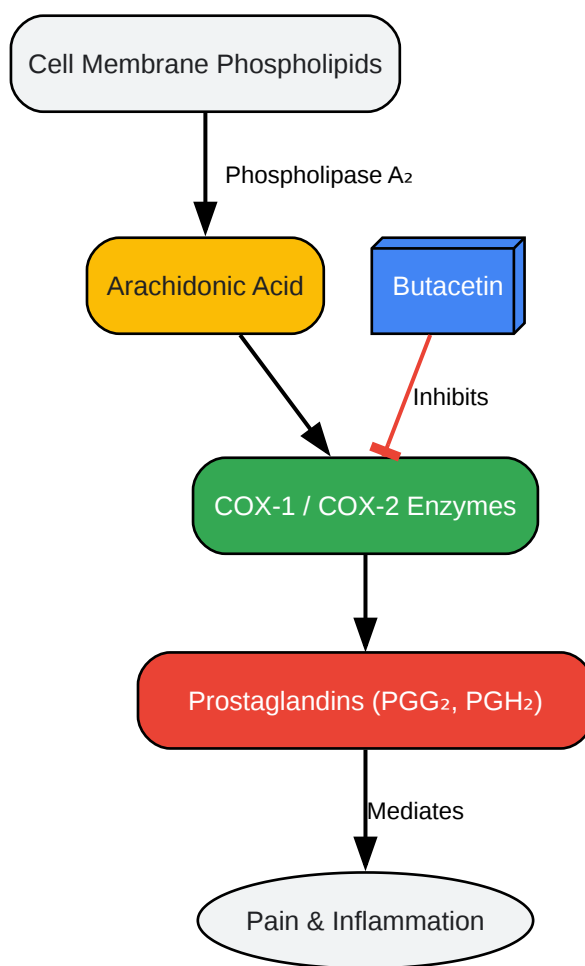 Cell Membrane Phospholipids
Phospholipase A₂
Arachidonic Acid
Butacetin
Inhibits
COX-1 / COX-2 Enzymes
Prostaglandins (PGG₂, PGH₂)
Mediates
Pain & Inflammation